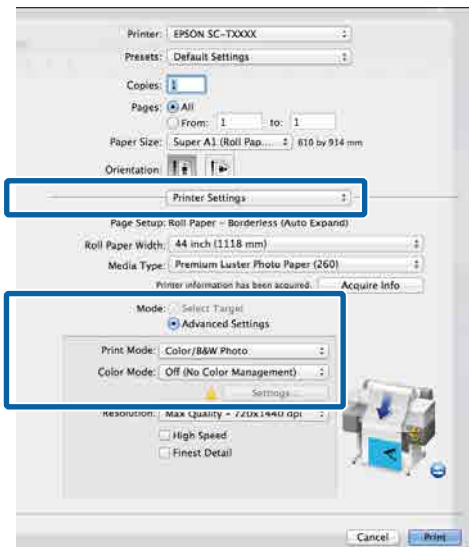 Printer: EPSON SC-TXXXX
Presets: Default Settings
Copies: 1
Pages: All
From: 1 to: 1
Paper Size: Super A1 (Roll Pap... 610 by 914 mm
Orientation:
Printer Settings
Page Setup: Roll Paper - Borderless (Auto Expand)
Roll Paper Width: 44 inch (1118 mm)
Media Type: Premium Luster Photo Paper (260)
Printer information has been acquired. Acquire Info
Mode: Select Target
Advanced Settings
Print Mode: Color/B&W Photo
Color Mode: Off (No Color Management)
Settings...
Resolution: Max Quality - 720x1440 dpi
High Speed
Finest Detail
Cancel Print